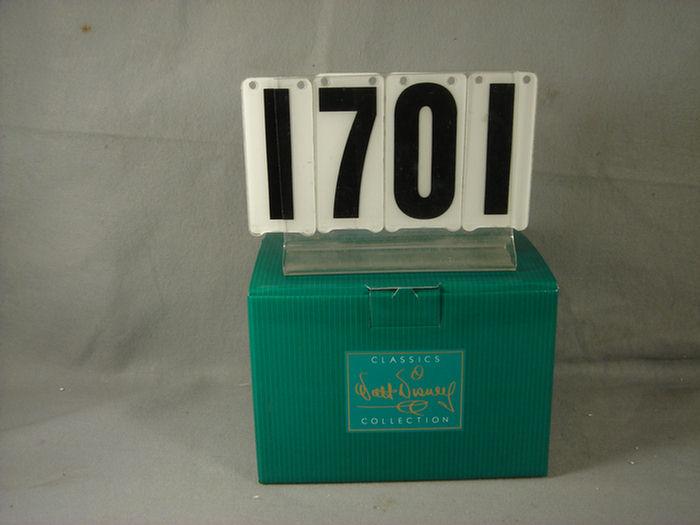 1701
CLASSICS
Walt Disney
COLLECTION